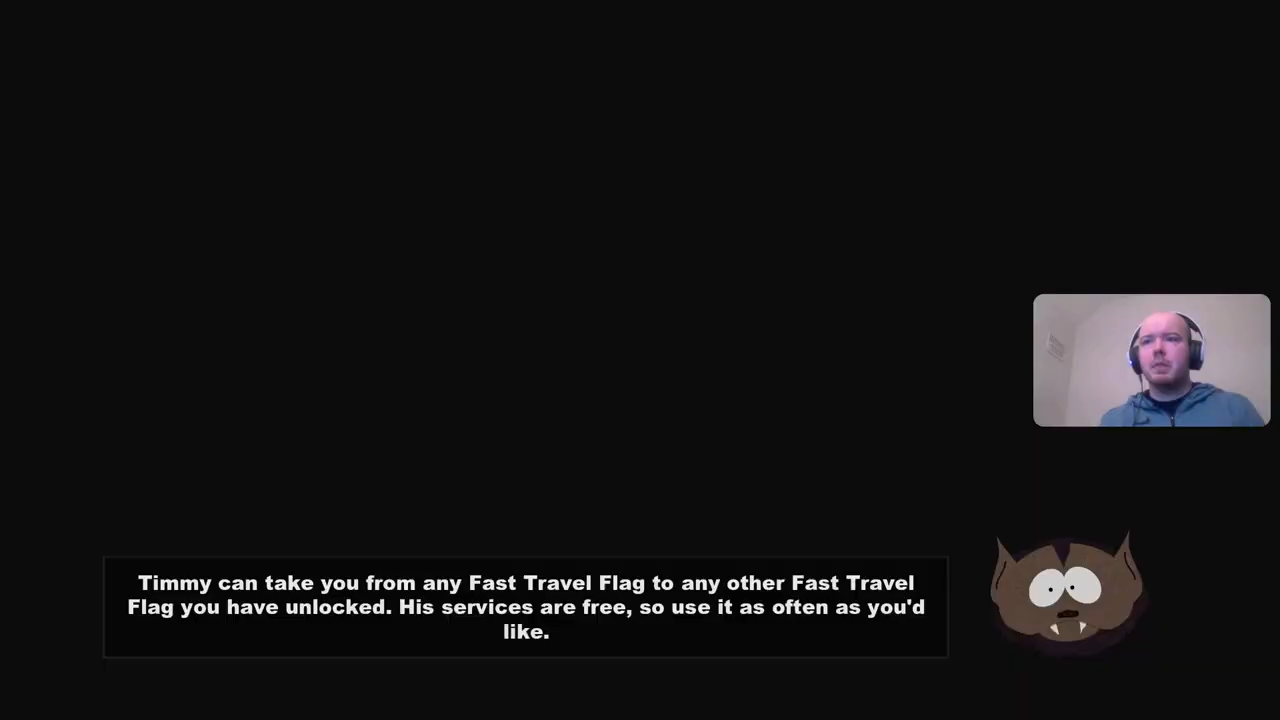 Timmy can take you from any Fast Travel Flag to any other Fast Travel
Flag you have unlocked. His services are free, so use it as often as you'd
like.